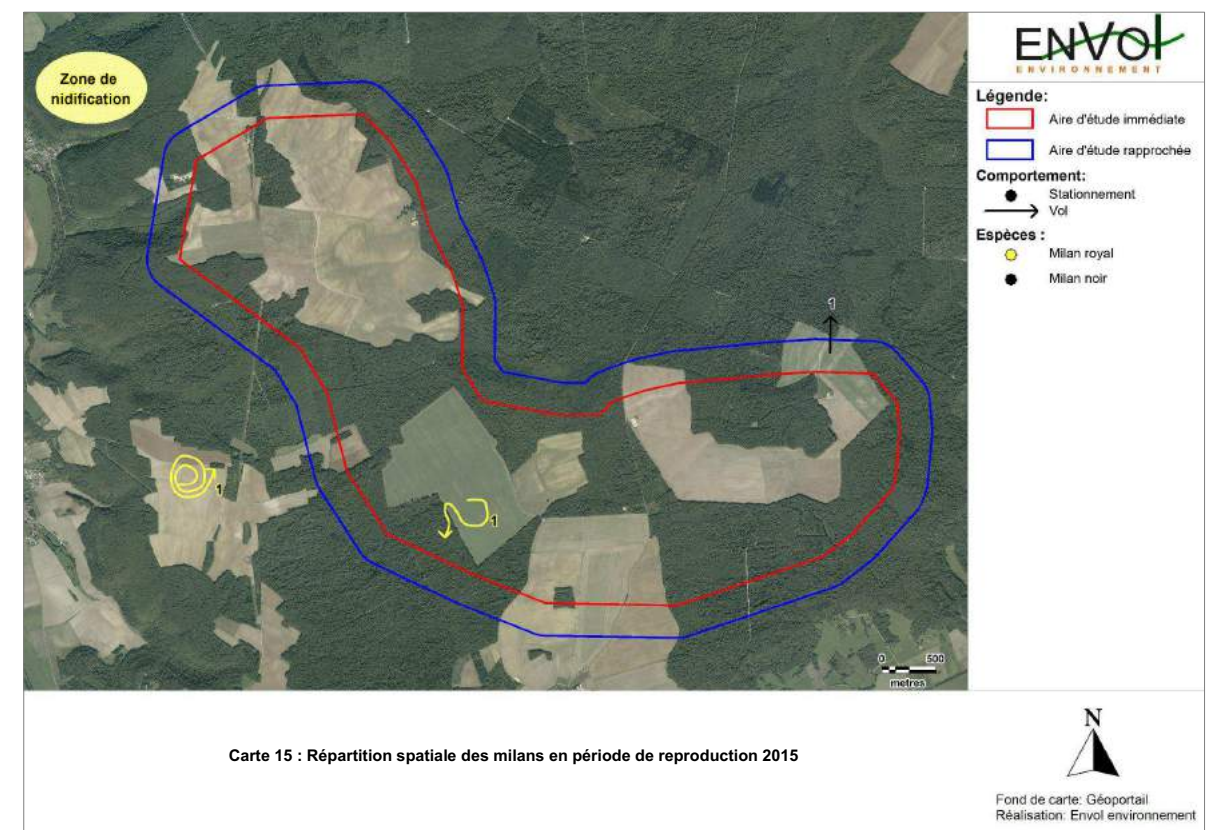 Zone de
nidification
1
1
1
0 500
metres
ENVOL
ENVIRONNEMENT
Légende:
Aire d'étude immédiate
Aire d'étude rapprochée
Comportement:
Stationnement
Vol
Espèces :
Milan royal
Milan noir
Carte 15 : Répartition spatiale des milans en période de reproduction 2015
N
Fond de carte: Géoportail
Réalisation: Envol environnement